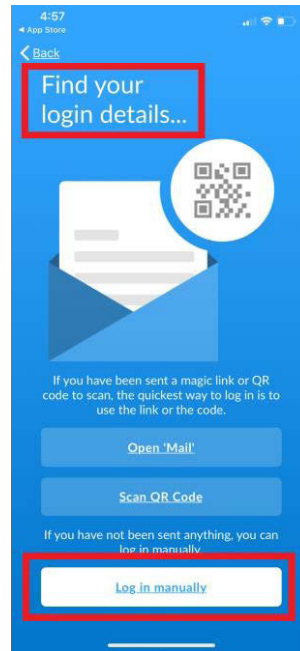 4:57
App Store
Back
Find your
login details...
If you have been sent a magic link or QR
code to scan, the quickest way to log in is to
use the link or the code.
Open 'Mail'
Scan QR Code
If you have not been sent anything, you can
log in manually
Log in manually